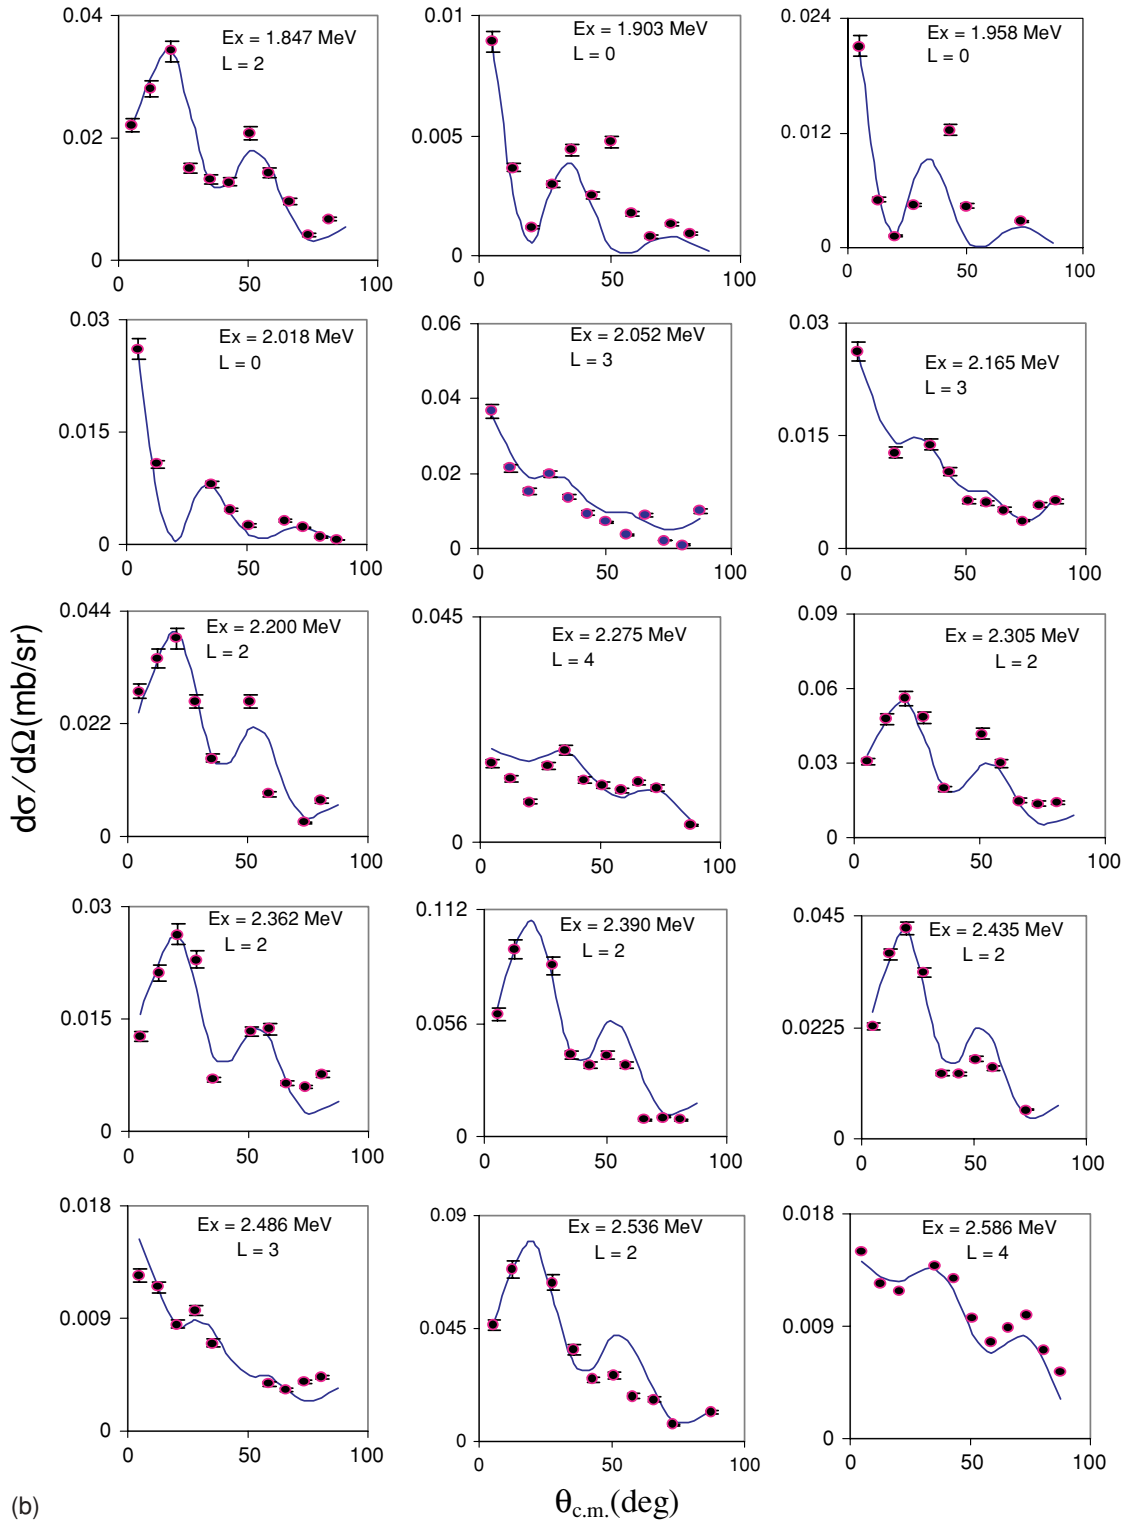 0.04
Ex = 1.847 MeV
L = 2
0.02
0
0 50 100
0.01
Ex = 1.903 MeV
L = 0
0.005
0
0 50 100
0.024
Ex = 1.958 MeV
L = 0
0.012
0
0 50 100
0.03
Ex = 2.018 MeV
L = 0
0.015
0
0 50 100
0.06
Ex = 2.052 MeV
L = 3
0.04
0.02
0
0 50 100
0.03
Ex = 2.165 MeV
L = 3
0.015
0
0 50 100
dσ/dΩ(mb/sr)
0.044
Ex = 2.200 MeV
L = 2
0.022
0
0 50 100
0.045
Ex = 2.275 MeV
L = 4
0
0 50 100
0.09
Ex = 2.305 MeV
L = 2
0.06
0.03
0
0 50 100
0.03
Ex = 2.362 MeV
L = 2
0.015
0
0 50 100
0.112
Ex = 2.390 MeV
L = 2
0.056
0
0 50 100
0.045
Ex = 2.435 MeV
L = 2
0.0225
0
0 50 100
0.018
Ex = 2.486 MeV
L = 3
0.009
0
0 50 100
0.09
Ex = 2.536 MeV
L = 2
0.045
0
0 50 100
0.018
Ex = 2.586 MeV
L = 4
0.009
0
0 50 100
(b)
θc.m.(deg)